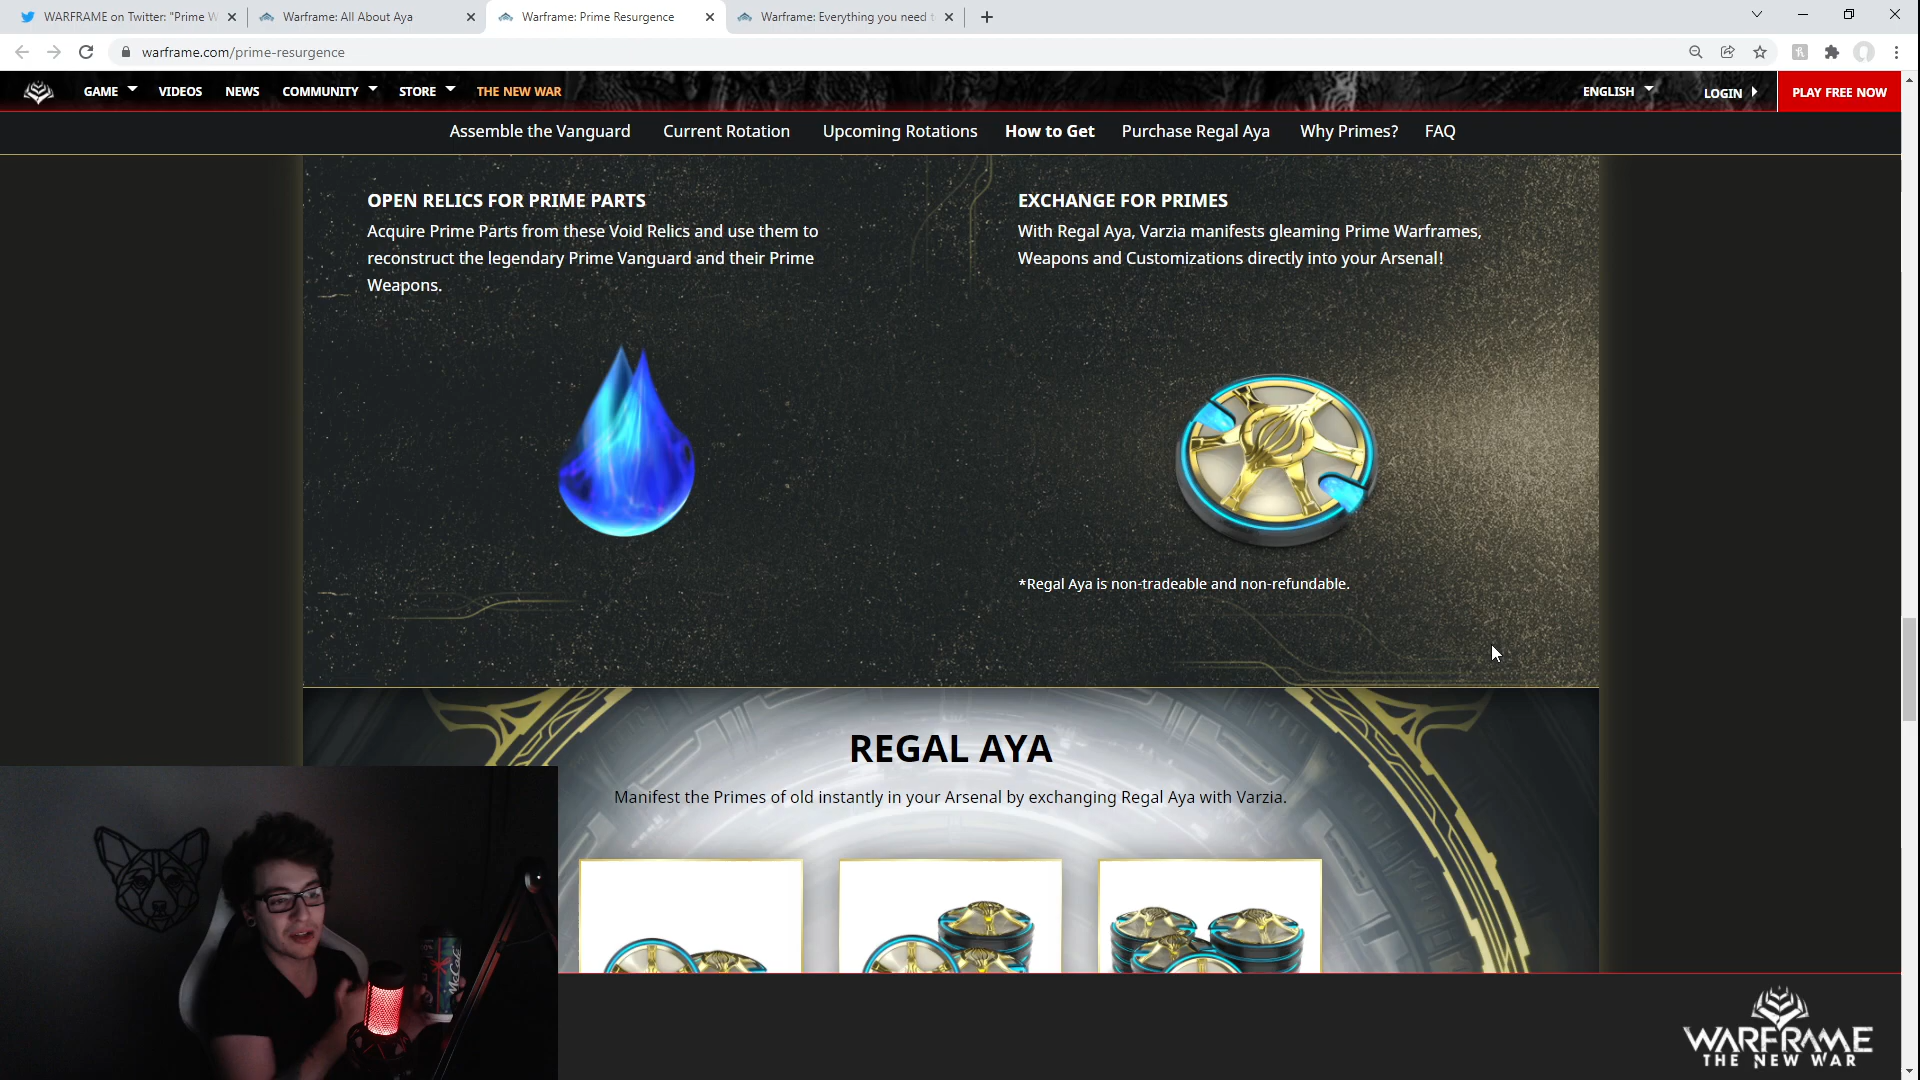 WARFRAME on Twitter: "Prime W
Warframe: All About Aya
Warframe: Prime Resurgence
Warframe: Everything you need t
warframe.com/prime-resurgence
GAME
VIDEOS
NEWS
COMMUNITY
STORE
THE NEW WAR
ENGLISH
LOGIN
PLAY FREE NOW
Assemble the Vanguard
Current Rotation
Upcoming Rotations
How to Get
Purchase Regal Aya
Why Primes?
FAQ
OPEN RELICS FOR PRIME PARTS
Acquire Prime Parts from these Void Relics and use them to
reconstruct the legendary Prime Vanguard and their Prime
Weapons.
EXCHANGE FOR PRIMES
With Regal Aya, Varzia manifests gleaming Prime Warframes,
Weapons and Customizations directly into your Arsenal!
*Regal Aya is non-tradeable and non-refundable.
REGAL AYA
Manifest the Primes of old instantly in your Arsenal by exchanging Regal Aya with Varzia.
McCafé
WARFRAME
THE NEW WAR